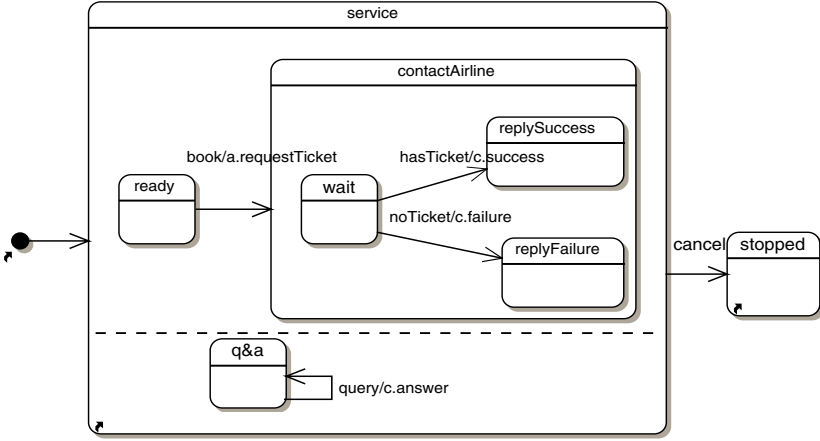 service
contactAirline
replySuccess
book/a.requestTicket
hasTicket/c.success
ready
wait
noTicket/c.failure
replyFailure
cancel
stopped
q&a
query/c.answer